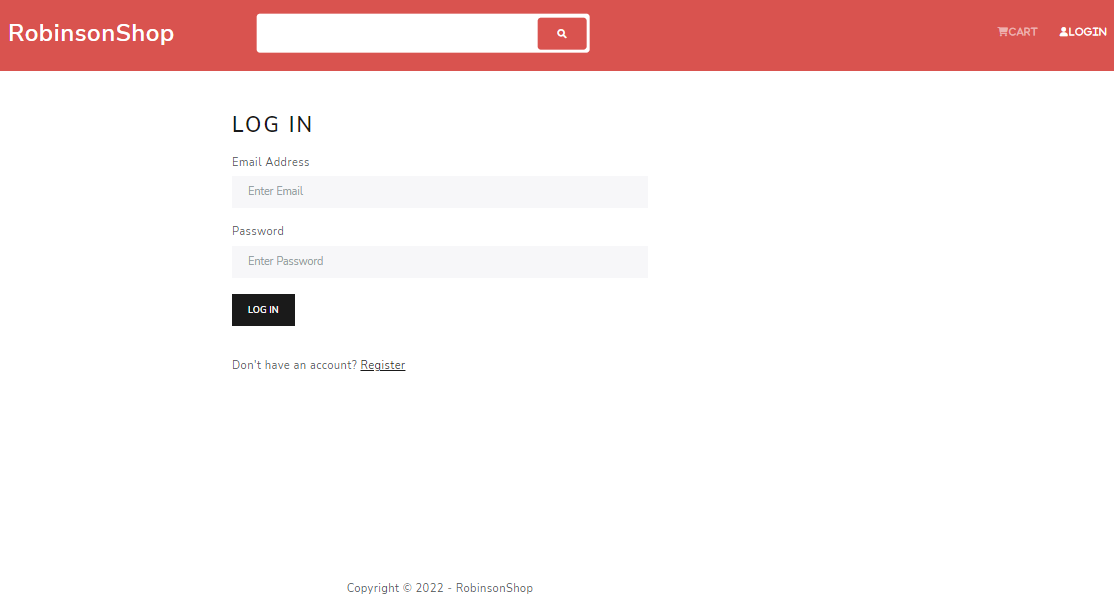 RobinsonShop
CART LOGIN
LOG IN
Email Address
Enter Email
Password
Enter Password
LOG IN
Don't have an account? Register
Copyright © 2022 - RobinsonShop